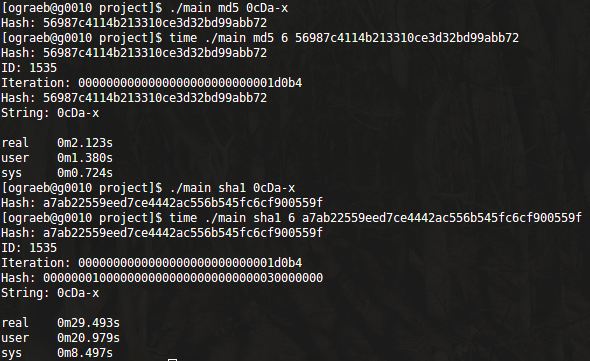 [ograeb@g0010 project]$ ./main md5 0cDa-x
Hash: 56987c4114b213310ce3d32bd99abb72
[ograeb@g0010 project]$ time ./main md5 6 56987c4114b213310ce3d32bd99abb72
Hash: 56987c4114b213310ce3d32bd99abb72
ID: 1535
Iteration: 0000000000000000000000000001d0b4
Hash: 56987c4114b213310ce3d32bd99abb72
String: 0cDa-x
real    0m2.123s
user    0m1.380s
sys     0m0.724s
[ograeb@g0010 project]$ ./main sha1 0cDa-x
Hash: a7ab22559eed7ce4442ac556b545fc6cf900559f
[ograeb@g0010 project]$ time ./main sha1 6 a7ab22559eed7ce4442ac556b545fc6cf900559f
Hash: a7ab22559eed7ce4442ac556b545fc6cf900559f
ID: 1535
Iteration: 0000000000000000000000000001d0b4
Hash: 0000000100000000000000000000000030000000
String: 0cDa-x
real    0m29.493s
user    0m20.979s
sys     0m8.497s